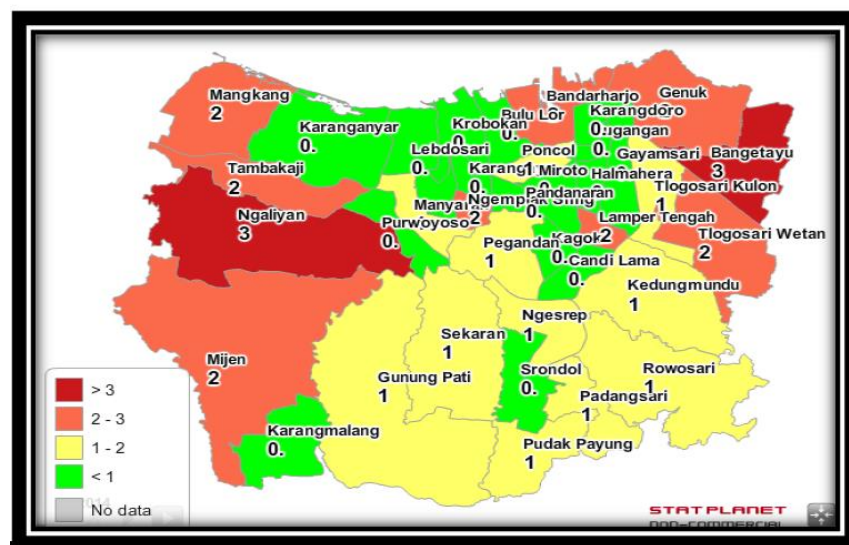 Mangkang
2
Karanganyar
0.
Krobokan
0.
Bulu Lor
0.
Bandarharjo
Genuk
Karangdoro
0.
0.
Lebdosari
0.
Poncol
1
Miroto
Halmahera
Gayamsari
Bangetayu
3
Tambakaji
2
0.
Pandanaran
0.
Tlogosari Kulon
1
Ngaliyan
3
Purwoyoso
0.
2
Lamper Tengah
2
Tlogosari Wetan
2
Pegandan
1
Kagok
0.
Candi Lama
0.
Kedungmundu
1
Ngesrep
1
Sekaran
1
Mijen
2
Gunung Pati
1
Srondol
0.
Rowosari
1
Padangsari
1
Karangmalang
0.
Pudak Payung
1
> 3
2 - 3
1 - 2
< 1
No data
STAT PLANET